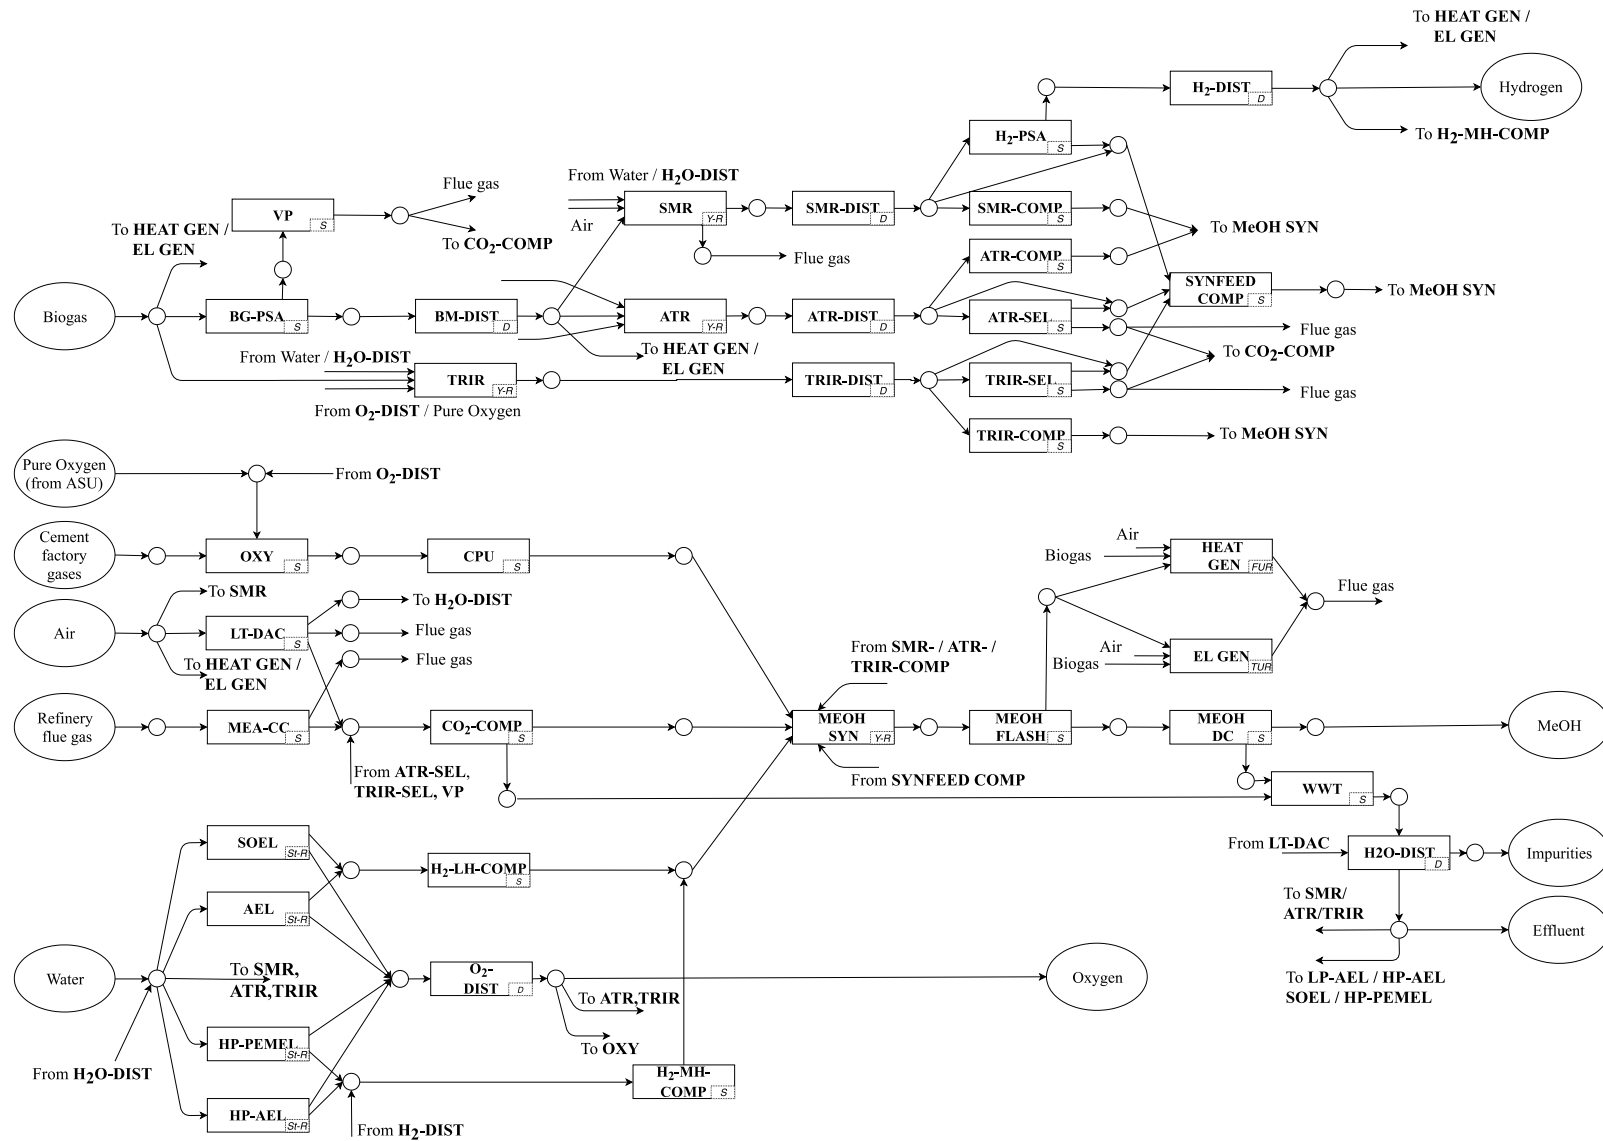 To HEAT GEN /
EL GEN
H₂-DIST
D
Hydrogen
To H₂-MH-COMP
H₂-PSA
S
From Water / H₂O-DIST
Air
SMR
Y-R
SMR-DIST
D
SMR-COMP
S
To MeOH SYN
Flue gas
VP
S
Flue gas
To CO₂-COMP
To HEAT GEN /
EL GEN
ATR-COMP
S
SYNFEED
COMP
S
To MeOH SYN
Biogas
BG-PSA
S
BM-DIST
D
ATR
Y-R
ATR-DIST
D
ATR-SEL
S
Flue gas
To CO₂-COMP
From Water / H₂O-DIST
To HEAT GEN /
EL GEN
TRIR
Y-R
TRIR-DIST
D
TRIR-SEL
S
Flue gas
From O₂-DIST / Pure Oxygen
TRIR-COMP
S
To MeOH SYN
Pure Oxygen
(from ASU)
From O₂-DIST
Cement
factory
gases
OXY
S
CPU
S
Air
Biogas
HEAT
GEN
FUR
Flue gas
Air
To SMR
LT-DAC
S
To H₂O-DIST
Flue gas
Flue gas
To HEAT GEN /
EL GEN
From SMR- / ATR- /
TRIR-COMP
Air
Biogas
EL GEN
TUR
Refinery
flue gas
MEA-CC
S
CO₂-COMP
S
MEOH
SYN
Y-R
MEOH
FLASH
S
MEOH
DC
S
MeOH
From ATR-SEL,
TRIR-SEL, VP
From SYNFEED COMP
WWT
S
SOEL
St-R
H₂-LH-COMP
S
From LT-DAC
H2O-DIST
D
Impurities
AEL
St-R
To SMR/
ATR/TRIR
Effluent
Water
To SMR,
ATR,TRIR
O₂-
DIST
D
Oxygen
To ATR,TRIR
To LP-AEL / HP-AEL
SOEL / HP-PEMEL
HP-PEMEL
St-R
To OXY
From H₂O-DIST
H₂-MH-
COMP
S
HP-AEL
St-R
From H₂-DIST